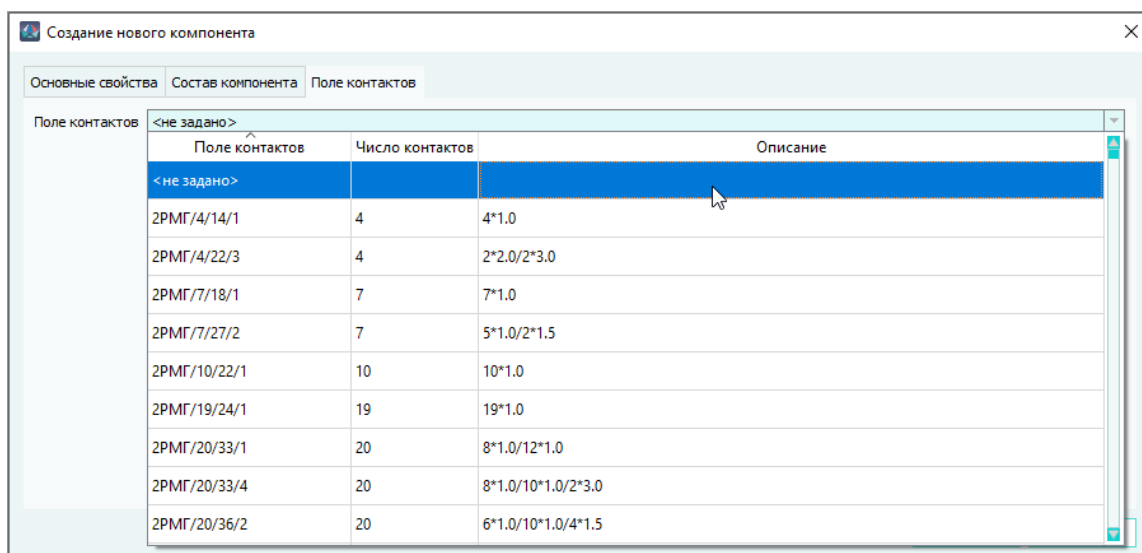 Создание нового компонента
Основные свойства Состав компонента Поле контактов
Поле контактов <не задано>
Поле контактов Число контактов Описание
<не задано>
2РМГ/4/14/1 4 4*1.0
2РМГ/4/22/3 4 2*2.0/2*3.0
2РМГ/7/18/1 7 7*1.0
2РМГ/7/27/2 7 5*1.0/2*1.5
2РМГ/10/22/1 10 10*1.0
2РМГ/19/24/1 19 19*1.0
2РМГ/20/33/1 20 8*1.0/12*1.0
2РМГ/20/33/4 20 8*1.0/10*1.0/2*3.0
2РМГ/20/36/2 20 6*1.0/10*1.0/4*1.5